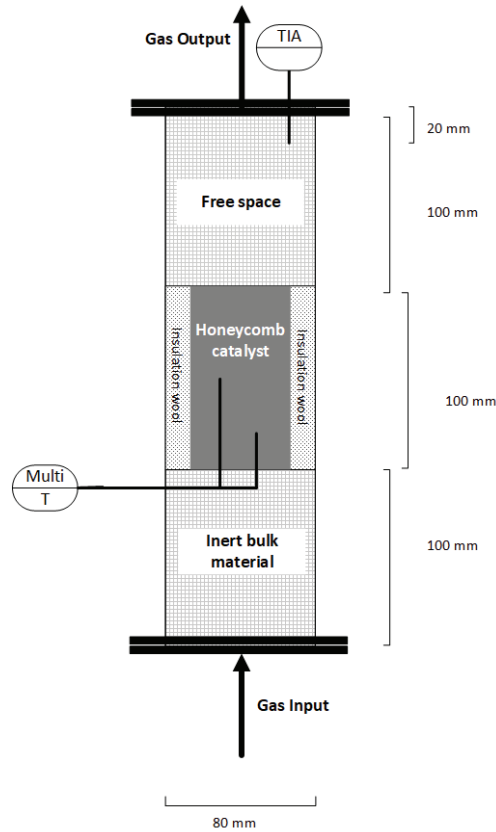 Gas Output
TIA
20 mm
Free space
100 mm
Insulation wool
Honeycomb
catalyst
Insulation wool
100 mm
Multi
T
Inert bulk
material
100 mm
Gas Input
80 mm